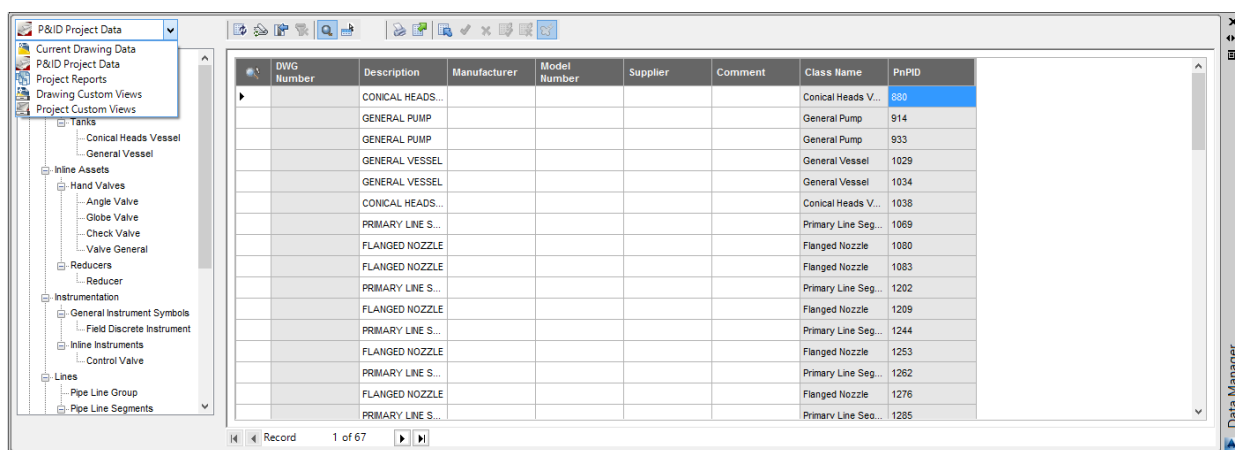 P&ID Project Data
Current Drawing Data
P&ID Project Data
Project Reports
Drawing Custom Views
Project Custom Views
Tanks
Conical Heads Vessel
General Vessel
Inline Assets
Hand Valves
Angle Valve
Globe Valve
Check Valve
Valve General
Reducers
Reducer
Instrumentation
General Instrument Symbols
Field Discrete Instrument
Inline Instruments
Control Valve
Lines
Pipe Line Group
Pipe Line Segments
DWG Number Description Manufacturer Model Number Supplier Comment Class Name PnPID
CONICAL HEADS... Conical Heads V... 880
GENERAL PUMP General Pump 914
GENERAL PUMP General Pump 933
GENERAL VESSEL General Vessel 1029
GENERAL VESSEL General Vessel 1034
CONICAL HEADS... Conical Heads V... 1038
PRIMARY LINE S... Primary Line Seg... 1069
FLANGED NOZZLE Flanged Nozzle 1080
FLANGED NOZZLE Flanged Nozzle 1083
PRIMARY LINE S... Primary Line Seg... 1202
FLANGED NOZZLE Flanged Nozzle 1209
PRIMARY LINE S... Primary Line Seg... 1244
FLANGED NOZZLE Flanged Nozzle 1253
PRIMARY LINE S... Primary Line Seg... 1262
FLANGED NOZZLE Flanged Nozzle 1276
PRIMARY LINE S... Primary Line Seg... 1285
Record 1 of 67
Data Manager